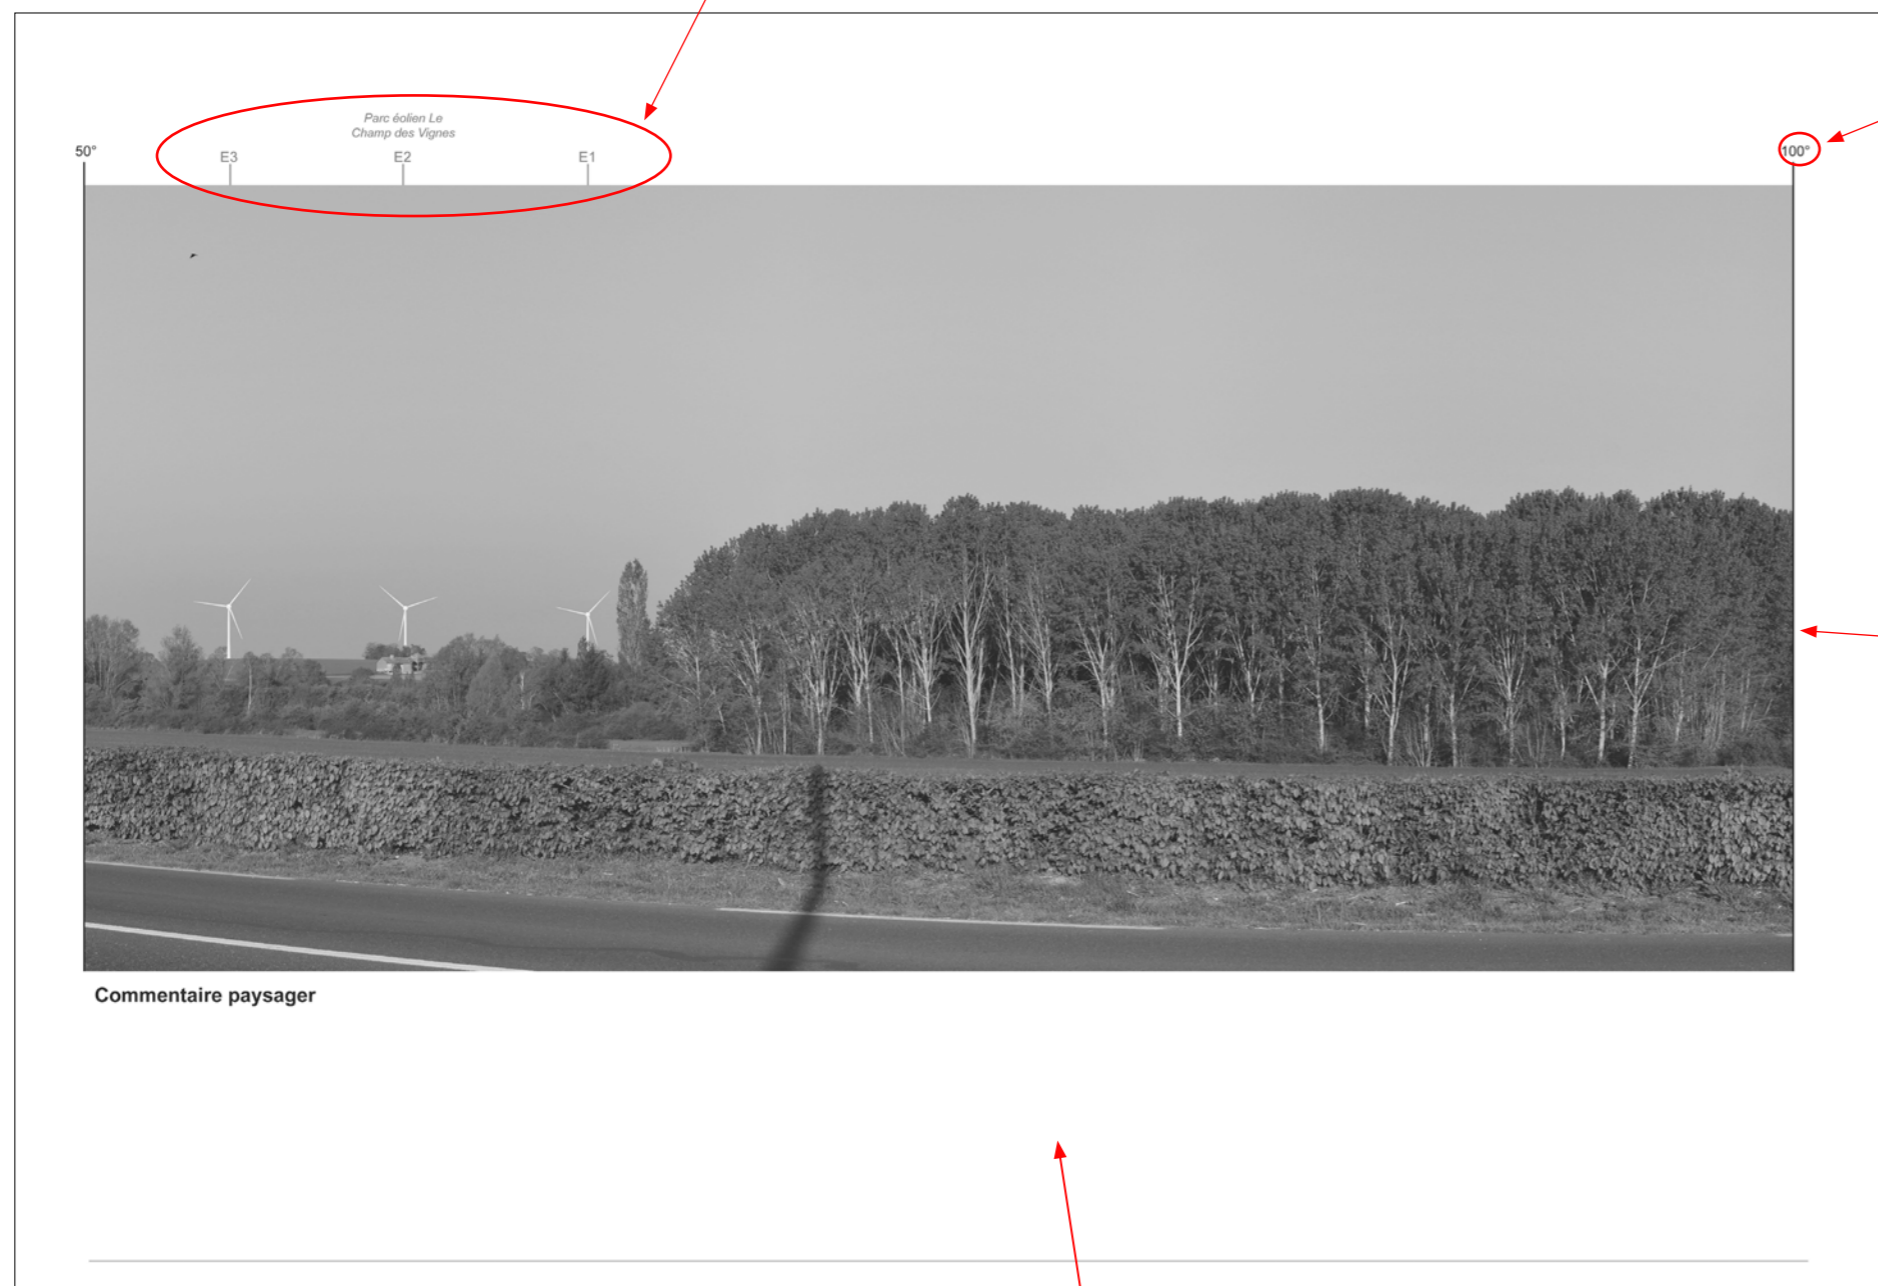 Parc éolien Le
Champ des Vignes
50° E3 E2 E1 100°
Commentaire paysager